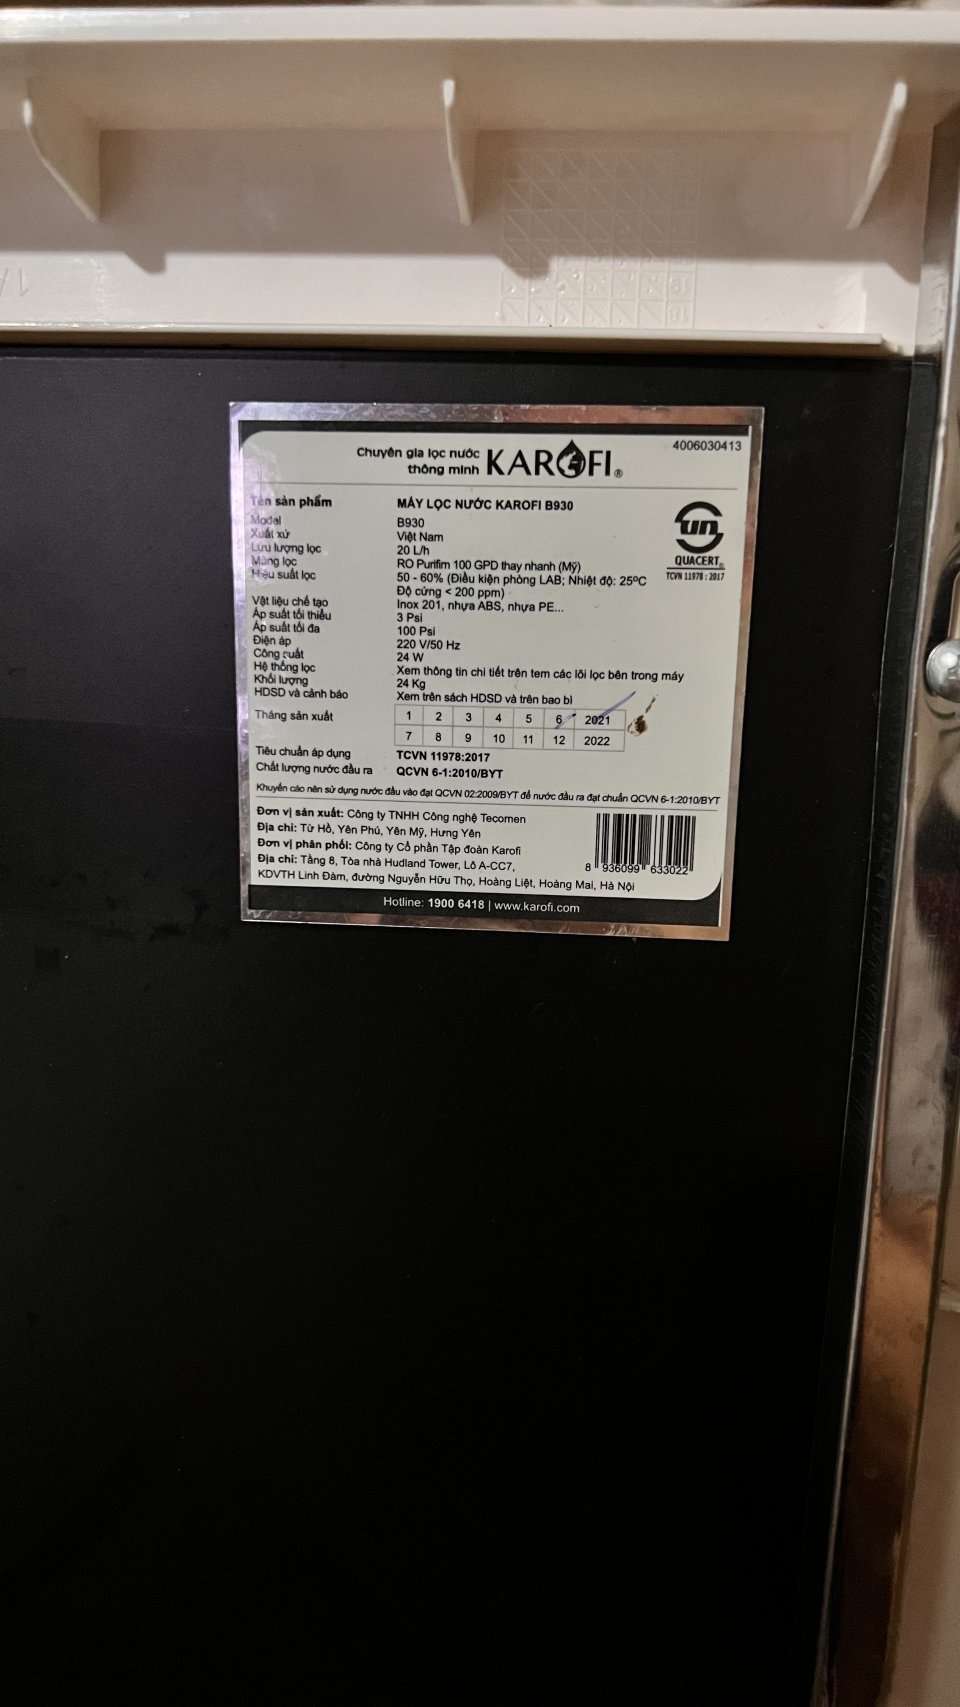 4006030413
Chuyên gia lọc nước
thông minh KAROFI®
Tên sản phẩm MÁY LỌC NƯỚC KAROFI B930
Model B930
Xuất xứ Việt Nam
Lưu lượng lọc 20 L/h
Màng lọc RO Purifim 100 GPD thay nhanh (Mỹ)
Hiệu suất lọc 50 - 60% (Điều kiện phòng LAB; Nhiệt độ: 25ºC
Độ cứng < 200 ppm)
Vật liệu chế tạo Inox 201, nhựa ABS, nhựa PE...
Áp suất tối thiểu 3 Psi
Áp suất tối đa 100 Psi
Điện áp 220 V/50 Hz
Công suất 24 W
Hệ thống lọc Xem thông tin chi tiết trên tem các lõi lọc bên trong máy
Khối lượng 24 Kg
HDSD và cảnh báo Xem trên sách HDSD và trên bao bì
Tháng sản xuất 1 2 3 4 5 6 2021
7 8 9 10 11 12 2022
Tiêu chuẩn áp dụng TCVN 11978:2017
Chất lượng nước đầu ra QCVN 6-1:2010/BYT
Khuyến cáo nên sử dụng nước đầu vào đạt QCVN 02:2009/BYT để nước đầu ra đạt chuẩn QCVN 6-1:2010/BYT
QUACERT®
TCVN 11978 : 2017
Đơn vị sản xuất: Công ty TNHH Công nghệ Tecomen
Địa chỉ: Từ Hồ, Yên Phú, Yên Mỹ, Hưng Yên
Đơn vị phân phối: Công ty Cổ phần Tập đoàn Karofi
Địa chỉ: Tầng 8, Tòa nhà Hudland Tower, Lô A-CC7,
KDVTH Linh Đàm, đường Nguyễn Hữu Thọ, Hoàng Liệt, Hoàng Mai, Hà Nội
8 936099 633022
Hotline: 1900 6418 | www.karofi.com